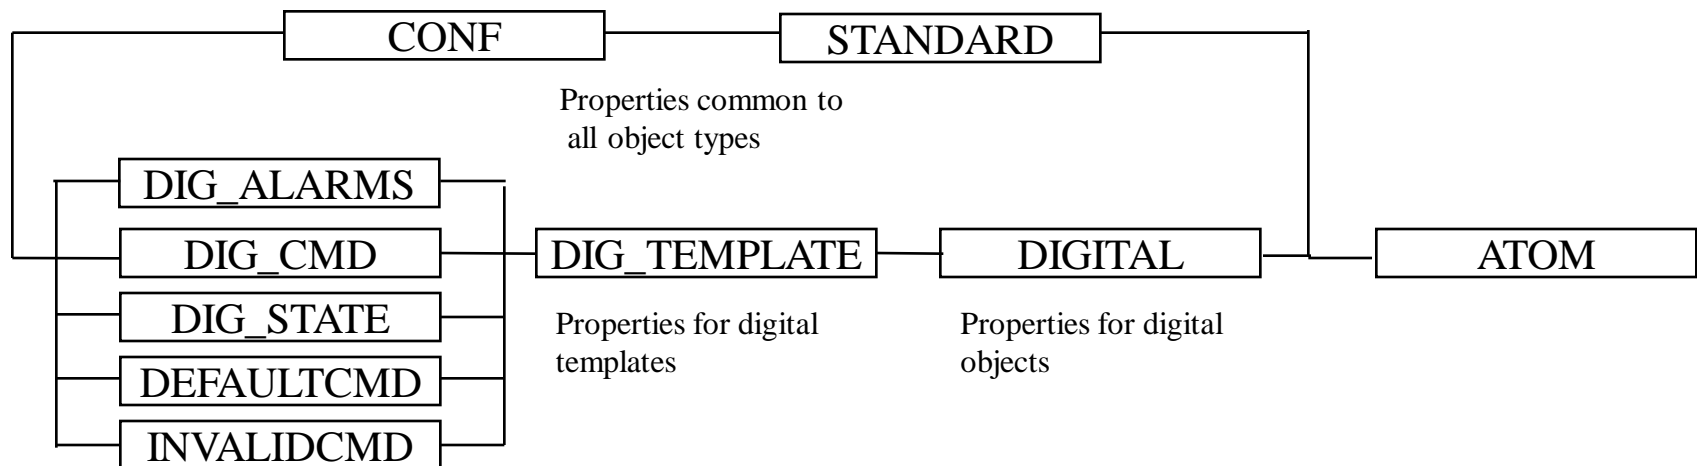 CONF
STANDARD
Properties common to
all object types
DIG_ALARMS
DIG_CMD
DIG_TEMPLATE
DIGITAL
ATOM
DIG_STATE
Properties for digital
templates
Properties for digital
objects
DEFAULTCMD
INVALIDCMD